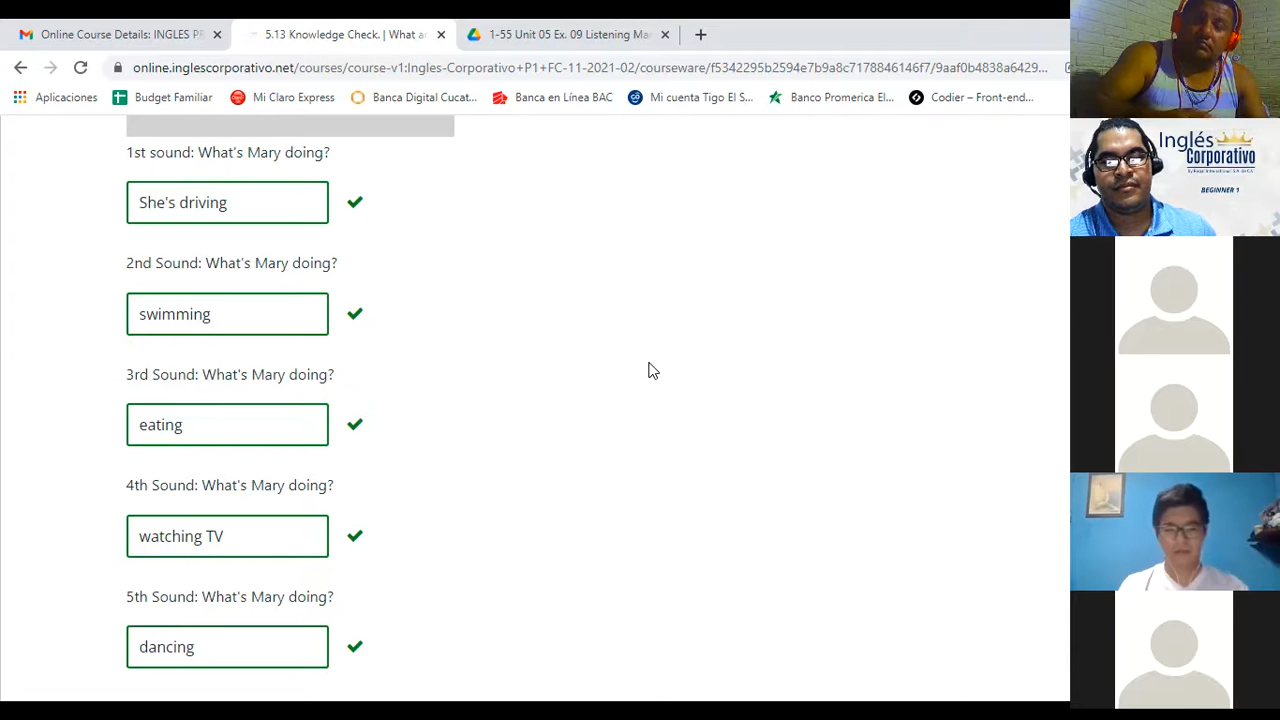 Online Course Details: INGLES PR
5.13 Knowledge Check. | What ar
1-55 Unit 05 Ex. 09 Listening Ma
online.inglescorporativo.net/courses/course-v1:Ingles-Corporativo+P1+FC-11-2021-02/courseware/f5342295b2594e7b9a8c7178846146f7/9aaf0b4838a6429...
Aplicaciones
Budget Familiar
Mi Claro Express
Banca Digital Cucat...
Banca en Línea BAC
Mi cuenta Tigo El S...
Banco Promerica El...
Codier – Front-end...
1st sound: What's Mary doing?
She's driving
2nd Sound: What's Mary doing?
swimming
3rd Sound: What's Mary doing?
eating
4th Sound: What's Mary doing?
watching TV
5th Sound: What's Mary doing?
dancing
Inglés
Corporativo
BEGINNER 1